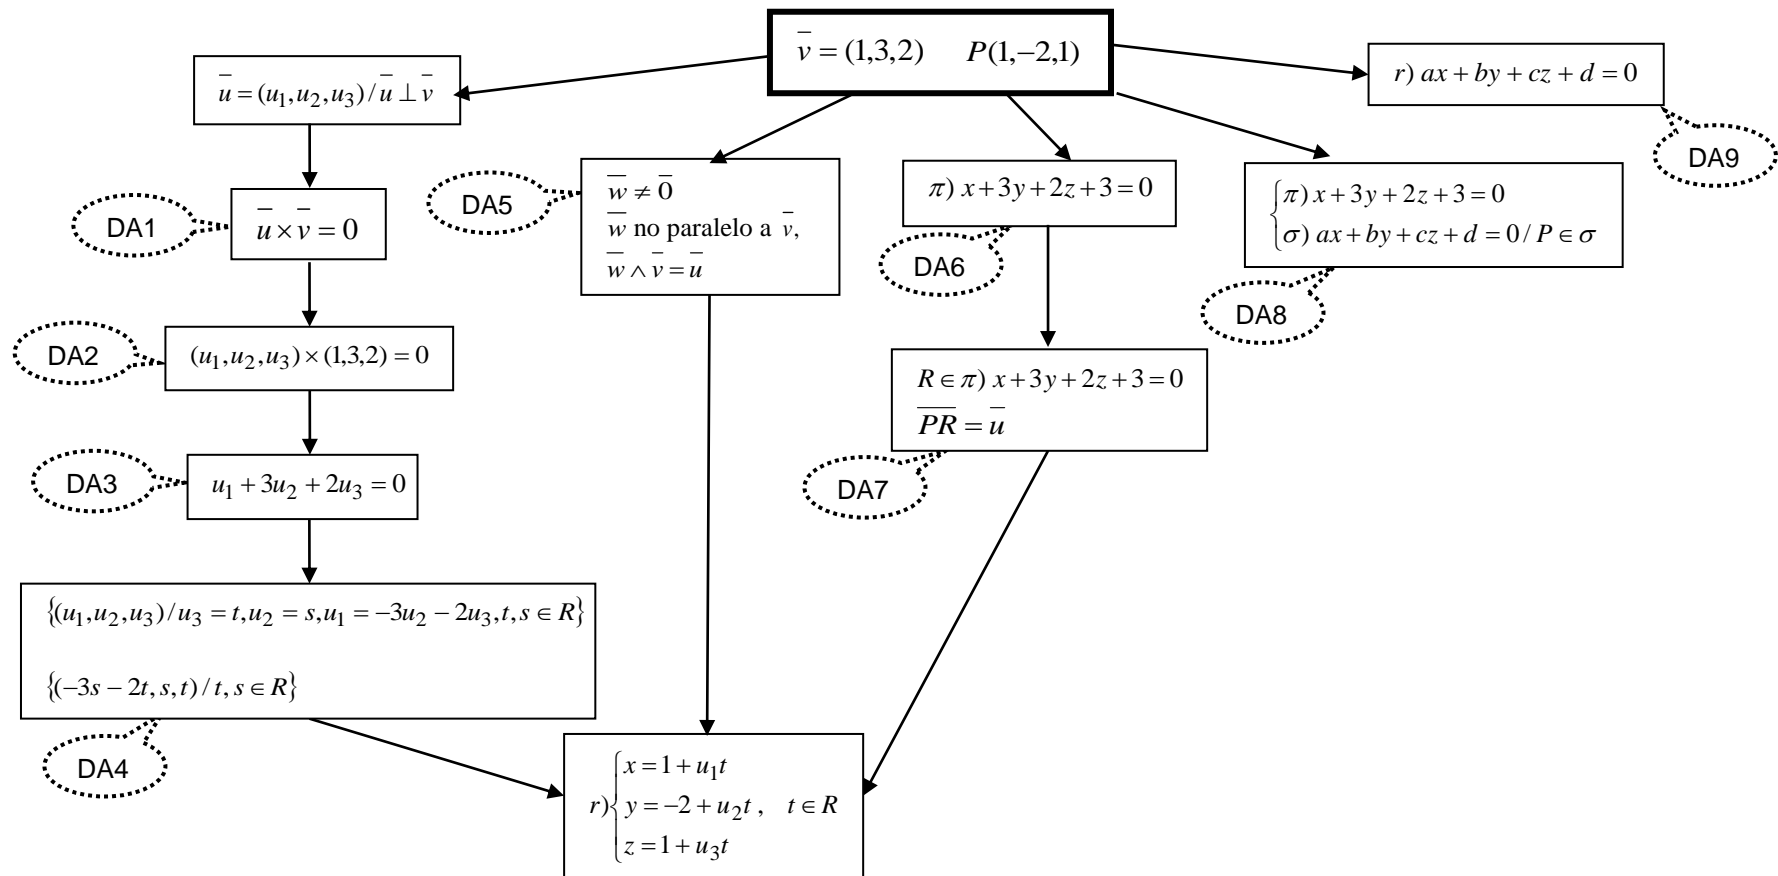 v̅ = (1,3,2) P(1,−2,1)
u̅ = (u₁,u₂,u₃) / u̅ ⊥ v̅
DA1
u̅ × v̅ = 0
DA2
(u₁,u₂,u₃) × (1,3,2) = 0
DA3
u₁ + 3u₂ + 2u₃ = 0
{(u₁,u₂,u₃) / u₃ = t, u₂ = s, u₁ = −3u₂ − 2u₃, t, s ∈ R}
{(−3s − 2t, s, t) / t, s ∈ R}
DA4
DA5
w̅ ≠ 0̅
w̅ no paralelo a v̅,
w̅ ∧ v̅ = u̅
π) x + 3y + 2z + 3 = 0
DA6
R ∈ π) x + 3y + 2z + 3 = 0
P̅R̅ = u̅
DA7
{π) x + 3y + 2z + 3 = 0
σ) ax + by + cz + d = 0 / P ∈ σ
DA8
r) ax + by + cz + d = 0
DA9
x = 1 + u₁t
r){ y = −2 + u₂t , t ∈ R
z = 1 + u₃t